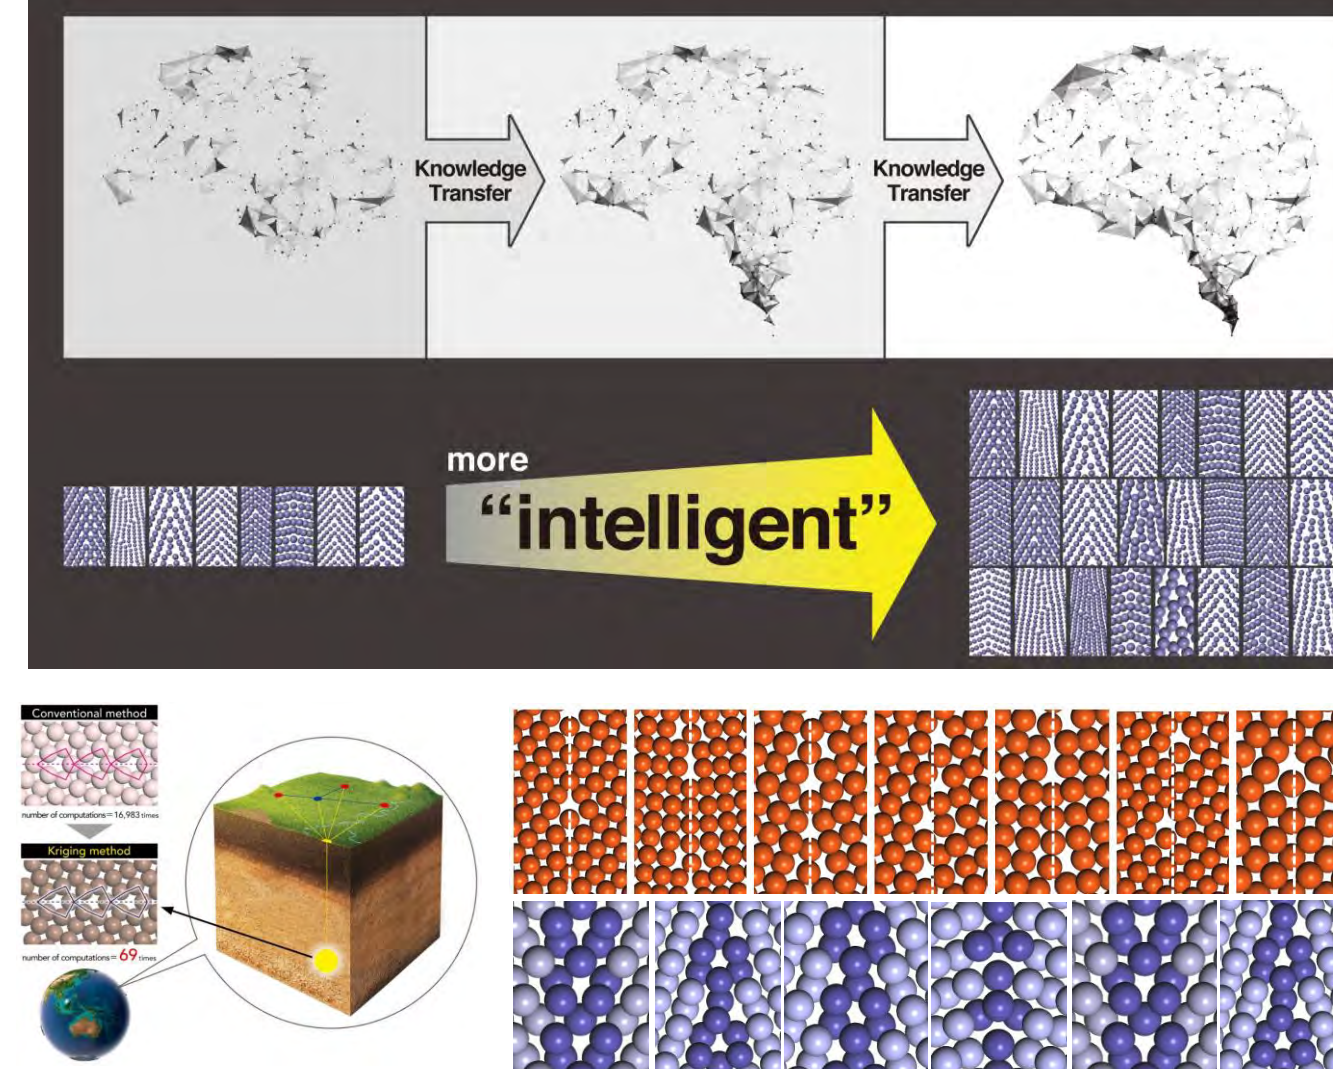 Knowledge
Transfer
Knowledge
Transfer
more
“intelligent”
Conventional method
number of computations=16,983 times
Kriging method
number of computations=69 times